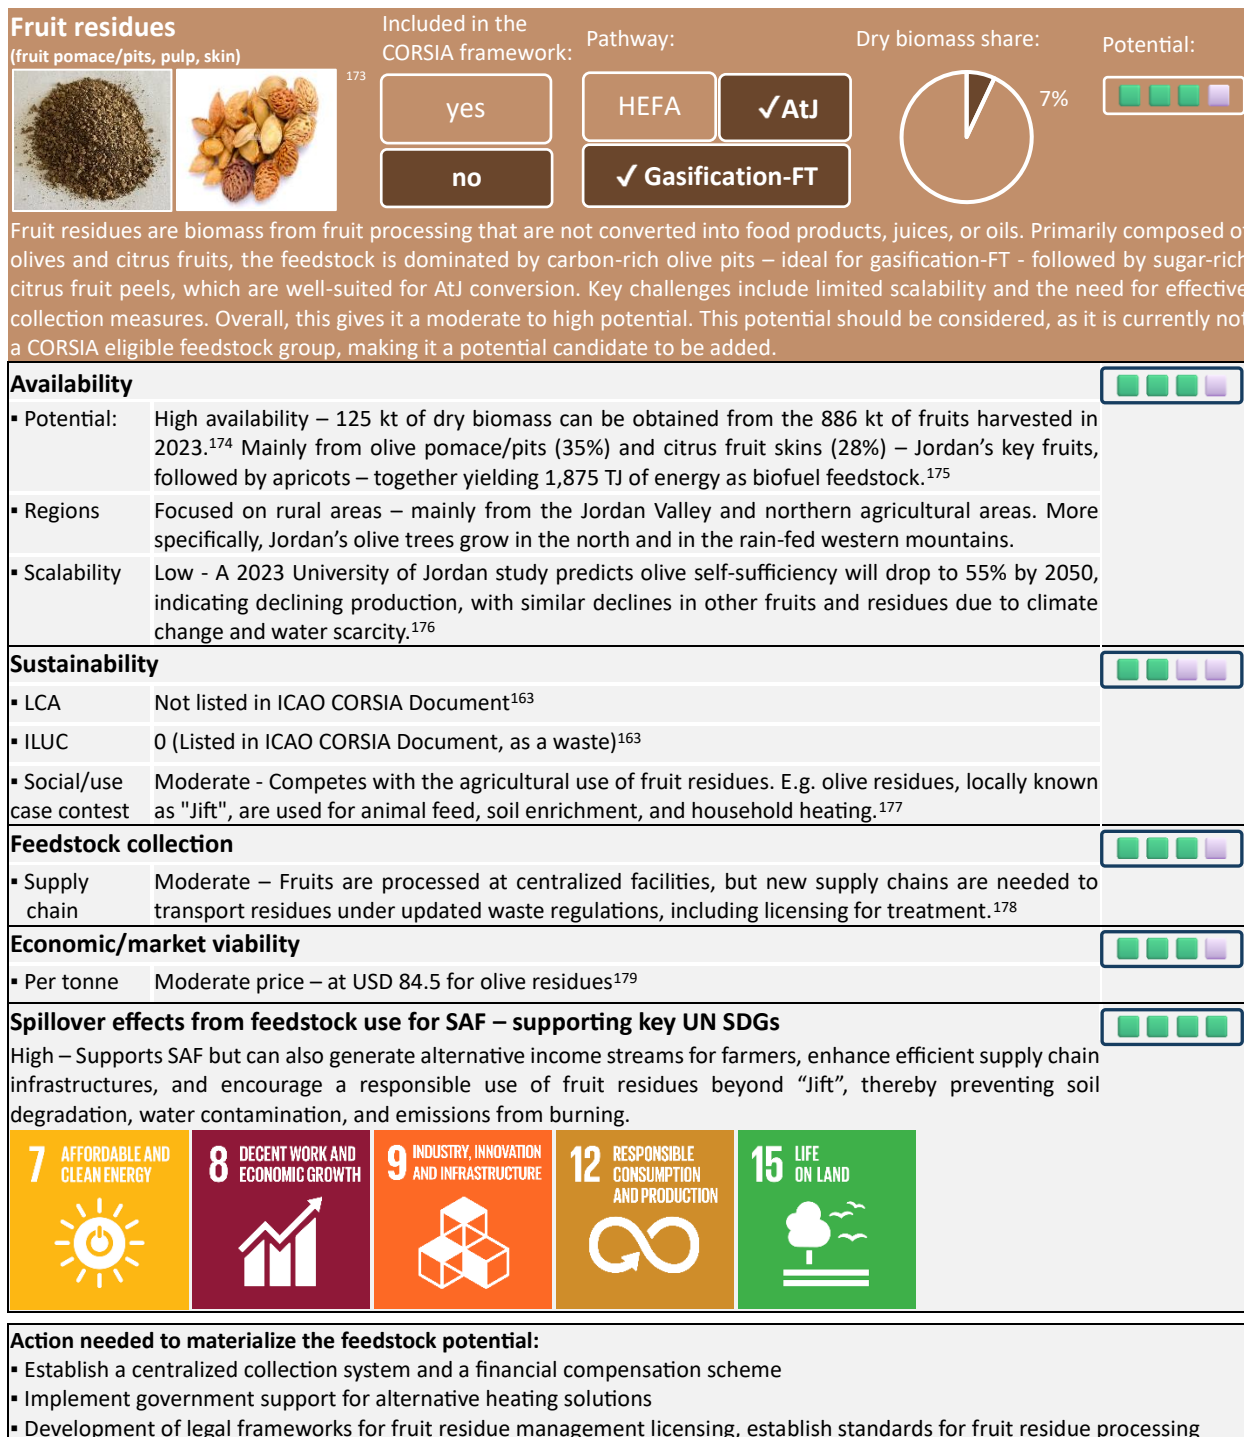 Fruit residues
(fruit pomace/pits, pulp, skin)
173
Included in the
CORSIA framework:
yes
no
Pathway:
HEFA
✓AtJ
✓ Gasification-FT
Dry biomass share:
7%
Potential:
Fruit residues are biomass from fruit processing that are not converted into food products, juices, or oils. Primarily composed of
olives and citrus fruits, the feedstock is dominated by carbon-rich olive pits – ideal for gasification-FT - followed by sugar-rich
citrus fruit peels, which are well-suited for AtJ conversion. Key challenges include limited scalability and the need for effective
collection measures. Overall, this gives it a moderate to high potential. This potential should be considered, as it is currently not
a CORSIA eligible feedstock group, making it a potential candidate to be added.
Availability
▪ Potential:
High availability – 125 kt of dry biomass can be obtained from the 886 kt of fruits harvested in
2023.174 Mainly from olive pomace/pits (35%) and citrus fruit skins (28%) – Jordan’s key fruits,
followed by apricots – together yielding 1,875 TJ of energy as biofuel feedstock.175
▪ Regions
Focused on rural areas – mainly from the Jordan Valley and northern agricultural areas. More
specifically, Jordan’s olive trees grow in the north and in the rain-fed western mountains.
▪ Scalability
Low - A 2023 University of Jordan study predicts olive self-sufficiency will drop to 55% by 2050,
indicating declining production, with similar declines in other fruits and residues due to climate
change and water scarcity.176
Sustainability
▪ LCA
Not listed in ICAO CORSIA Document163
▪ ILUC
0 (Listed in ICAO CORSIA Document, as a waste)163
▪ Social/use
case contest
Moderate - Competes with the agricultural use of fruit residues. E.g. olive residues, locally known
as "Jift", are used for animal feed, soil enrichment, and household heating.177
Feedstock collection
▪ Supply
chain
Moderate – Fruits are processed at centralized facilities, but new supply chains are needed to
transport residues under updated waste regulations, including licensing for treatment.178
Economic/market viability
▪ Per tonne
Moderate price – at USD 84.5 for olive residues179
Spillover effects from feedstock use for SAF – supporting key UN SDGs
High – Supports SAF but can also generate alternative income streams for farmers, enhance efficient supply chain
infrastructures, and encourage a responsible use of fruit residues beyond “Jift”, thereby preventing soil
degradation, water contamination, and emissions from burning.
7 AFFORDABLE AND
CLEAN ENERGY
8 DECENT WORK AND
ECONOMIC GROWTH
9 INDUSTRY, INNOVATION
AND INFRASTRUCTURE
12 RESPONSIBLE
CONSUMPTION
AND PRODUCTION
15 LIFE
ON LAND
Action needed to materialize the feedstock potential:
▪ Establish a centralized collection system and a financial compensation scheme
▪ Implement government support for alternative heating solutions
▪ Development of legal frameworks for fruit residue management licensing, establish standards for fruit residue processing